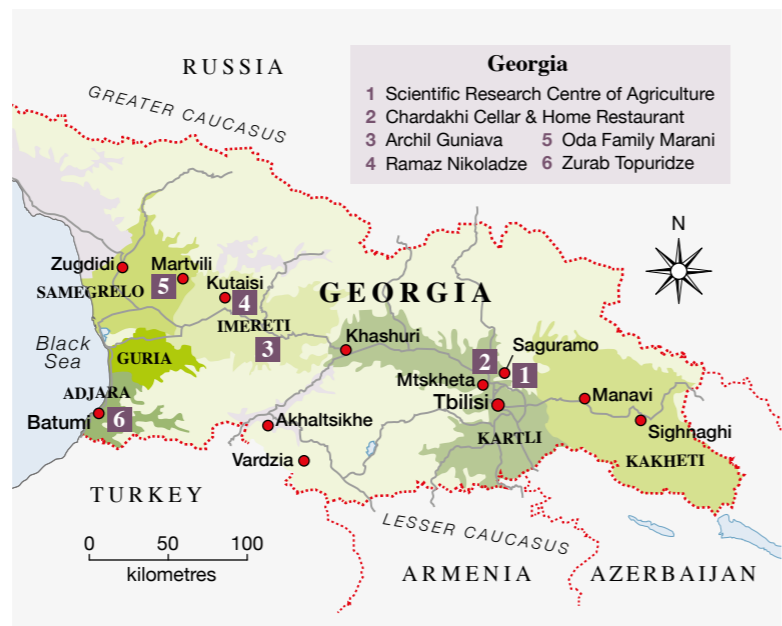 RUSSIA
GREATER CAUCASUS
Georgia
1 Scientific Research Centre of Agriculture
2 Chardakhi Cellar & Home Restaurant
3 Archil Guniava 5 Oda Family Marani
4 Ramaz Nikoladze 6 Zurab Topuridze
N
Zugdidi
Martvili
5
SAMEGRELO
Kutaisi
4
GEORGIA
IMERETI
3
Black
Sea
GURIA
Khashuri
Saguramo
2
1
Mtskheta
Tbilisi
Manavi
ADJARA
Batumi
6
Akhaltsikhe
KARTLI
Sighnaghi
Vardzia
KAKHETI
TURKEY
LESSER CAUCASUS
0 50 100
kilometres
ARMENIA
AZERBAIJAN